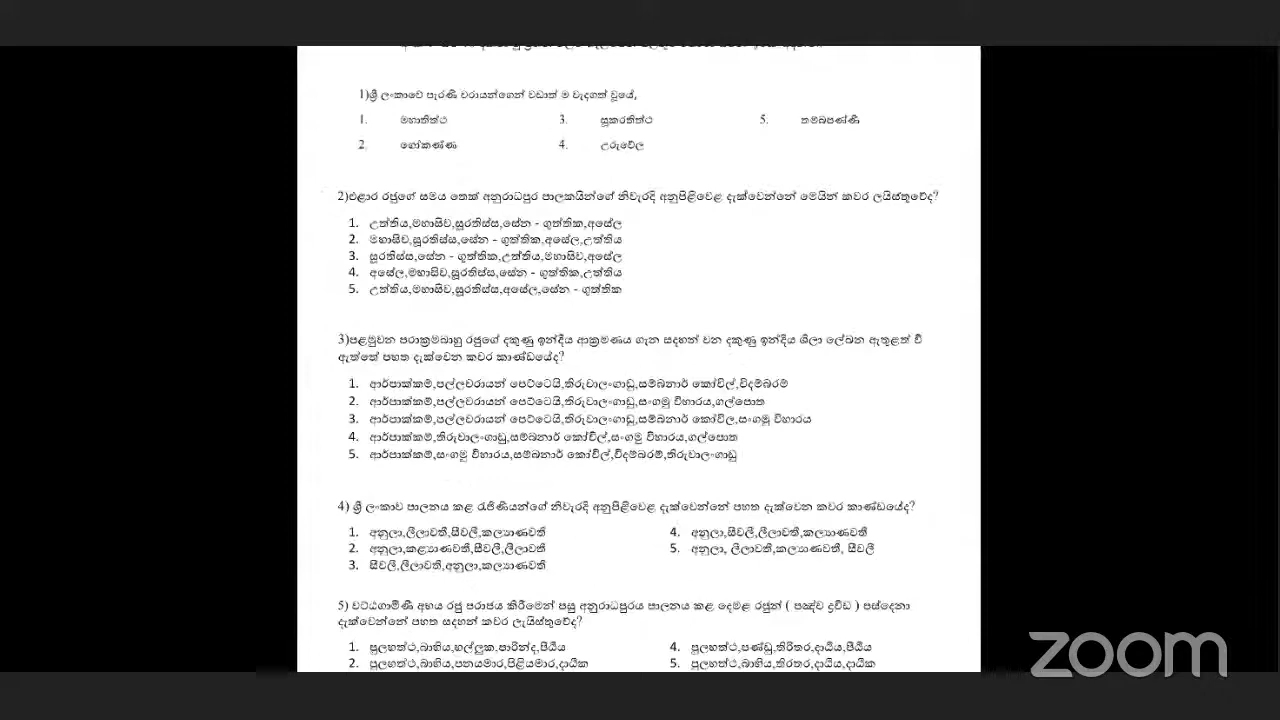 1)ශ්‍රී ලංකාවේ පැරණි වරායන්ගෙන් වඩාත් ම වැදගත් වූයේ,
1. මහාතිත්ථ 3. සූකරතිත්ථ 5. තම්බපණ්ණි
2. ගෝකණ්ණ 4. උරුවේල
2)එළාර රජුගේ සමය තෙක් අනුරාධපුර පාලකයින්ගේ නිවැරදි අනුපිළිවෙළ දැක්වෙන්නේ මෙයින් කවර ලයිස්තුවේද?
1. උත්තිය,මහාසිව,සූරතිස්ස,සේන - ගුත්තික,අසේල
2. මහාසිව,සූරතිස්ස,සේන - ගුත්තික,අසේල,උත්තිය
3. සූරතිස්ස,සේන - ගුත්තික,උත්තිය,මහාසිව,අසේල
4. අසේල,මහාසිව,සූරතිස්ස,සේන - ගුත්තික,උත්තිය
5. උත්තිය,මහාසිව,සූරතිස්ස,අසේල,සේන - ගුත්තික
3)පළමුවන පරාක්‍රමබාහු රජුගේ දකුණු ඉන්දීය ආක්‍රමණය ගැන සදහන් වන දකුණු ඉන්දිය ශිලා ලේඛන ඇතුළත් වී
ඇත්තේ පහත දැක්වෙන කවර කාණ්ඩයේද?
1. ආර්පාක්කම්,පල්ලවරායන් පෙට්ටෙයි,තිරුවාලංගාඩු,සම්බනාර් කෝවිල්,විදම්බරම්
2. ආර්පාක්කම්,පල්ලවරායන් පෙට්ටෙයි,තිරුවාලංගාඩු,සංගමු විහාරය,ගල්පොත
3. ආර්පාක්කම්,පල්ලවරායන් පෙට්ටෙයි,තිරුවාලංගාඩු,සම්බනාර් කෝවිල,සංගමු විහාරය
4. ආර්පාක්කම්,තිරුවාලංගාඩු,සම්බනාර් කෝවිල්,සංගමු විහාරය,ගල්පොත
5. ආර්පාක්කම්,සංගමු විහාරය,සම්බනාර් කෝවිල්,විදම්බරම්,තිරුවාලංගාඩු
4) ශ්‍රී ලංකාව පාලනය කළ රැජිණියන්ගේ නිවැරදි අනුපිළිවෙළ දැක්වෙන්නේ පහත දැක්වෙන කවර කාණ්ඩයේද?
1. අනුලා,ලීලාවතී,සීවලී,කල්‍යාණවතී 4. අනුලා,සීවලී,ලීලාවතී,කල්‍යාණවතී
2. අනුලා,කළ්‍යාණවතී,සීවලී,ලීලාවතී 5. අනුලා, ලීලාවතී,කල්‍යාණවතී, සීවලී
3. සීවලී,ලීලාවතී,අනුලා,කල්‍යාණවතී
5) වට්ඨගාමිණී අභය රජු පරාජය කිරීමෙන් පසු අනුරාධපුරය පාලනය කළ දෙමළ රජුන් ( පඤ්ච ද්‍රවිඩ ) පස්දෙනා
දැක්වෙන්නේ පහත සඳහන් කවර ලැයිස්තුවේද?
1. පුලහත්ථ,බාහිය,හල්ලුක,පාරින්ද,පීඨිය 4. පුලහත්ථ,පණ්ඩු,තිරිතර,දාඨිය,පීඨිය
2. පුලහත්ථ,බාහිය,පනයමාර,පිළියමාර,දායික 5. පුලහත්ථ,බාහිය,තිරතර,දාඨිය,දායික
zoom